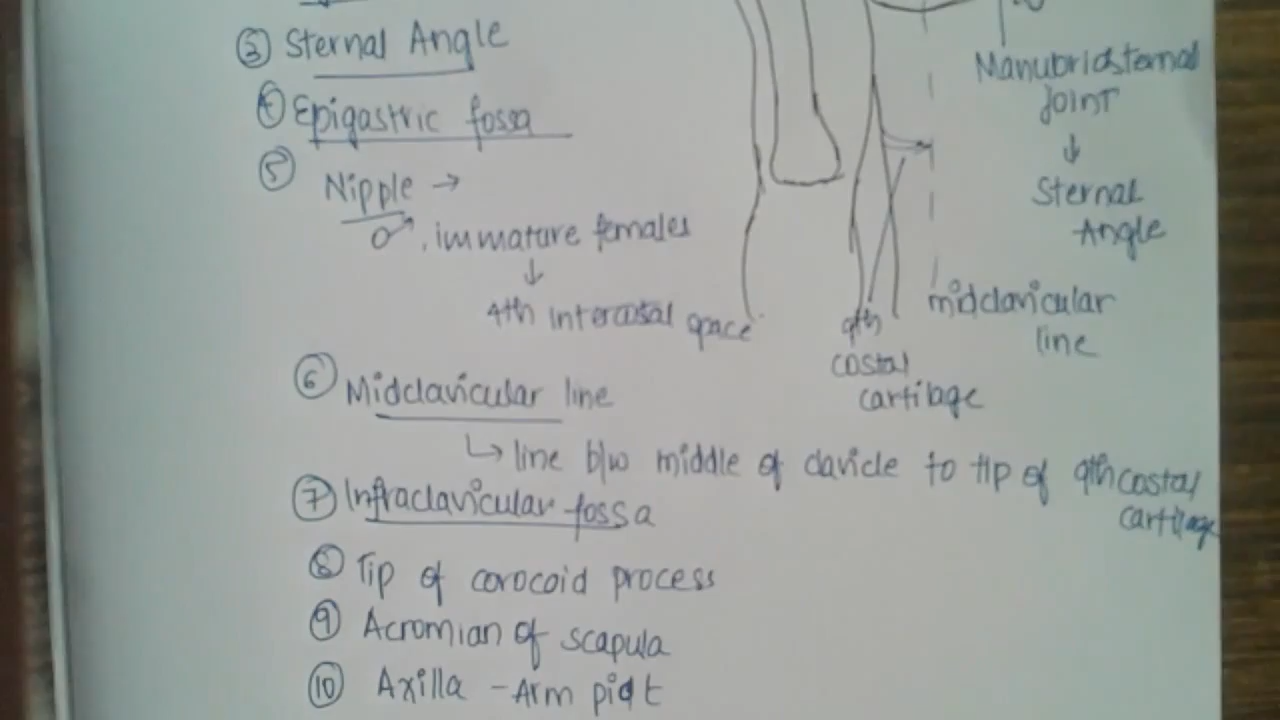 ③ Sternal Angle
④ Epigastric fossa
⑤ Nipple →
♂, immature females
↓
4th intercostal space
⑥ Midclavicular line
↳ line b/w middle of clavicle to tip of 9th costal
cartilage
⑦ Infraclavicular fossa
⑧ Tip of corocoid process
⑨ Acromian of scapula
⑩ Axilla - Arm piqt
Manubriosternal
Joint
↓
Sternal
Angle
midclavicular
line
9th
costal
cartilage